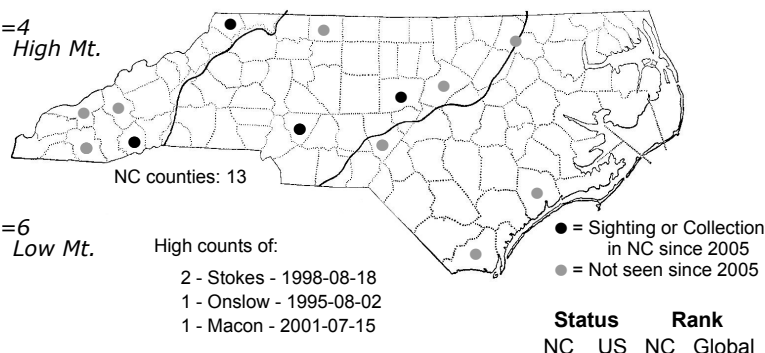 =4
High Mt.
NC counties: 13
=6
Low Mt.
High counts of:
2 - Stokes - 1998-08-18
1 - Onslow - 1995-08-02
1 - Macon - 2001-07-15
● = Sighting or Collection
in NC since 2005
● = Not seen since 2005
Status Rank
NC US NC Global